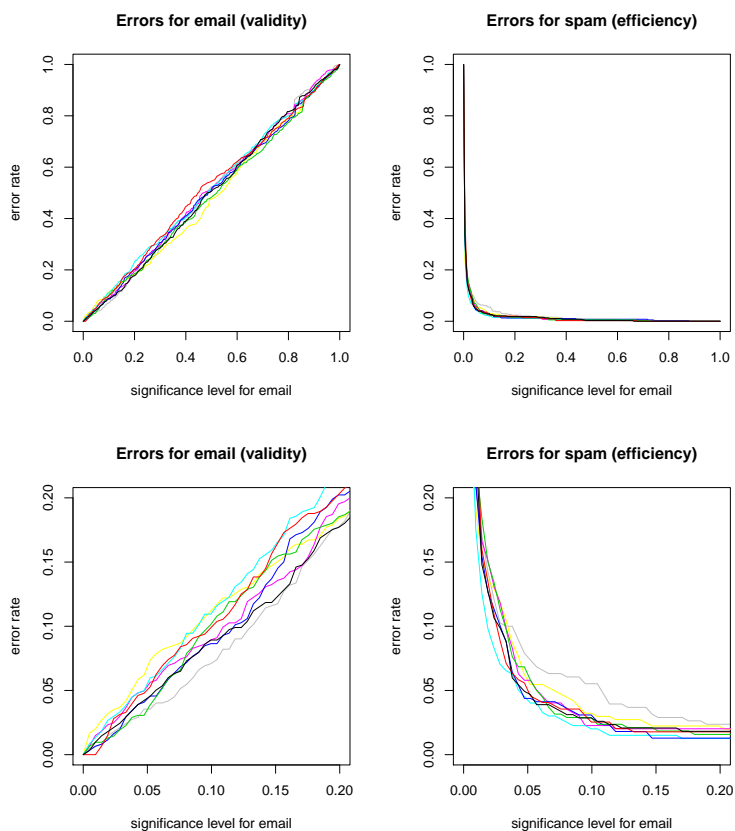 Errors for email (validity)
Errors for spam (efficiency)
error rate
1.0
0.8
0.6
0.4
0.2
0.0
0.0 0.2 0.4 0.6 0.8 1.0
significance level for email
error rate
1.0
0.8
0.6
0.4
0.2
0.0
0.0 0.2 0.4 0.6 0.8 1.0
significance level for email
Errors for email (validity)
Errors for spam (efficiency)
error rate
0.20
0.15
0.10
0.05
0.00
0.00 0.05 0.10 0.15 0.20
significance level for email
error rate
0.20
0.15
0.10
0.05
0.00
0.00 0.05 0.10 0.15 0.20
significance level for email